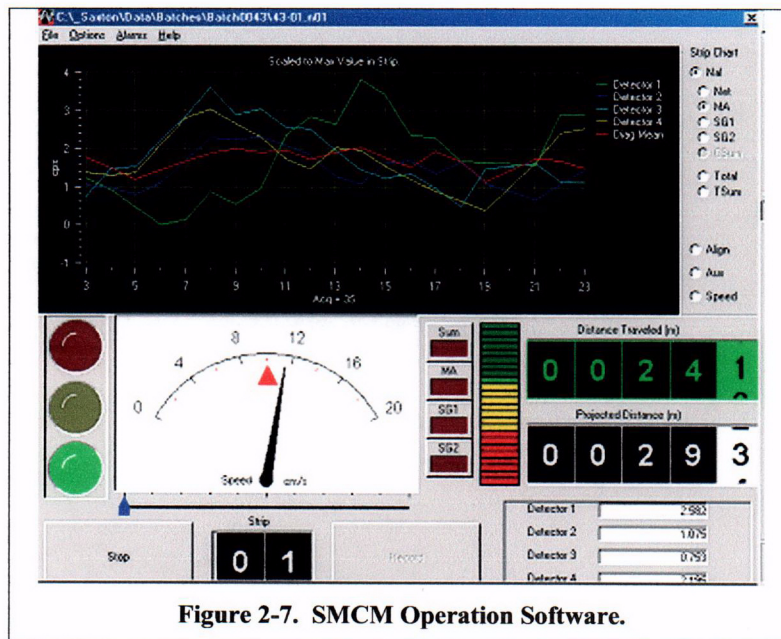 C:\_Saxton\Data\Batches\Batch0043\43-01.n01
File Options Alarms Help
Scaled to Max Value in Strip
Strip Chart
NaI
Net
MA
SG1
SG2
Total
TSum
Align
Aux
Speed
Detector 1
Detector 2
Detector 3
Detector 4
Drag Mean
cps
4
3
2
1
0
-1
3 5 7 9 11 13 15 17 19 21 23
Acq = 35
0 4 8 12 16 20
Speed cm/s
Sum
MA
SG1
SG2
Distance Traveled (m)
0 0 2 4 1
Projected Distance (m)
0 0 2 9 3
Stop
Strip
0 1
Record
Detector 1 2.582
Detector 2 1.075
Detector 3 0.753
Detector 4
Figure 2-7. SMCM Operation Software.